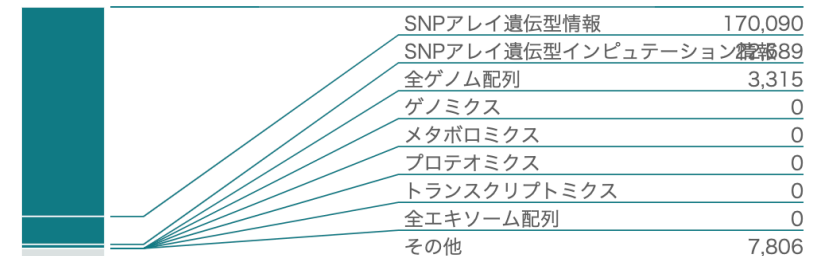 SNPアレイ遺伝型情報 170,090
SNPアレイ遺伝型インピュテーション情報 22,689
全ゲノム配列 3,315
ゲノミクス 0
メタボロミクス 0
プロテオミクス 0
トランスクリプトミクス 0
全エキソーム配列 0
その他 7,806